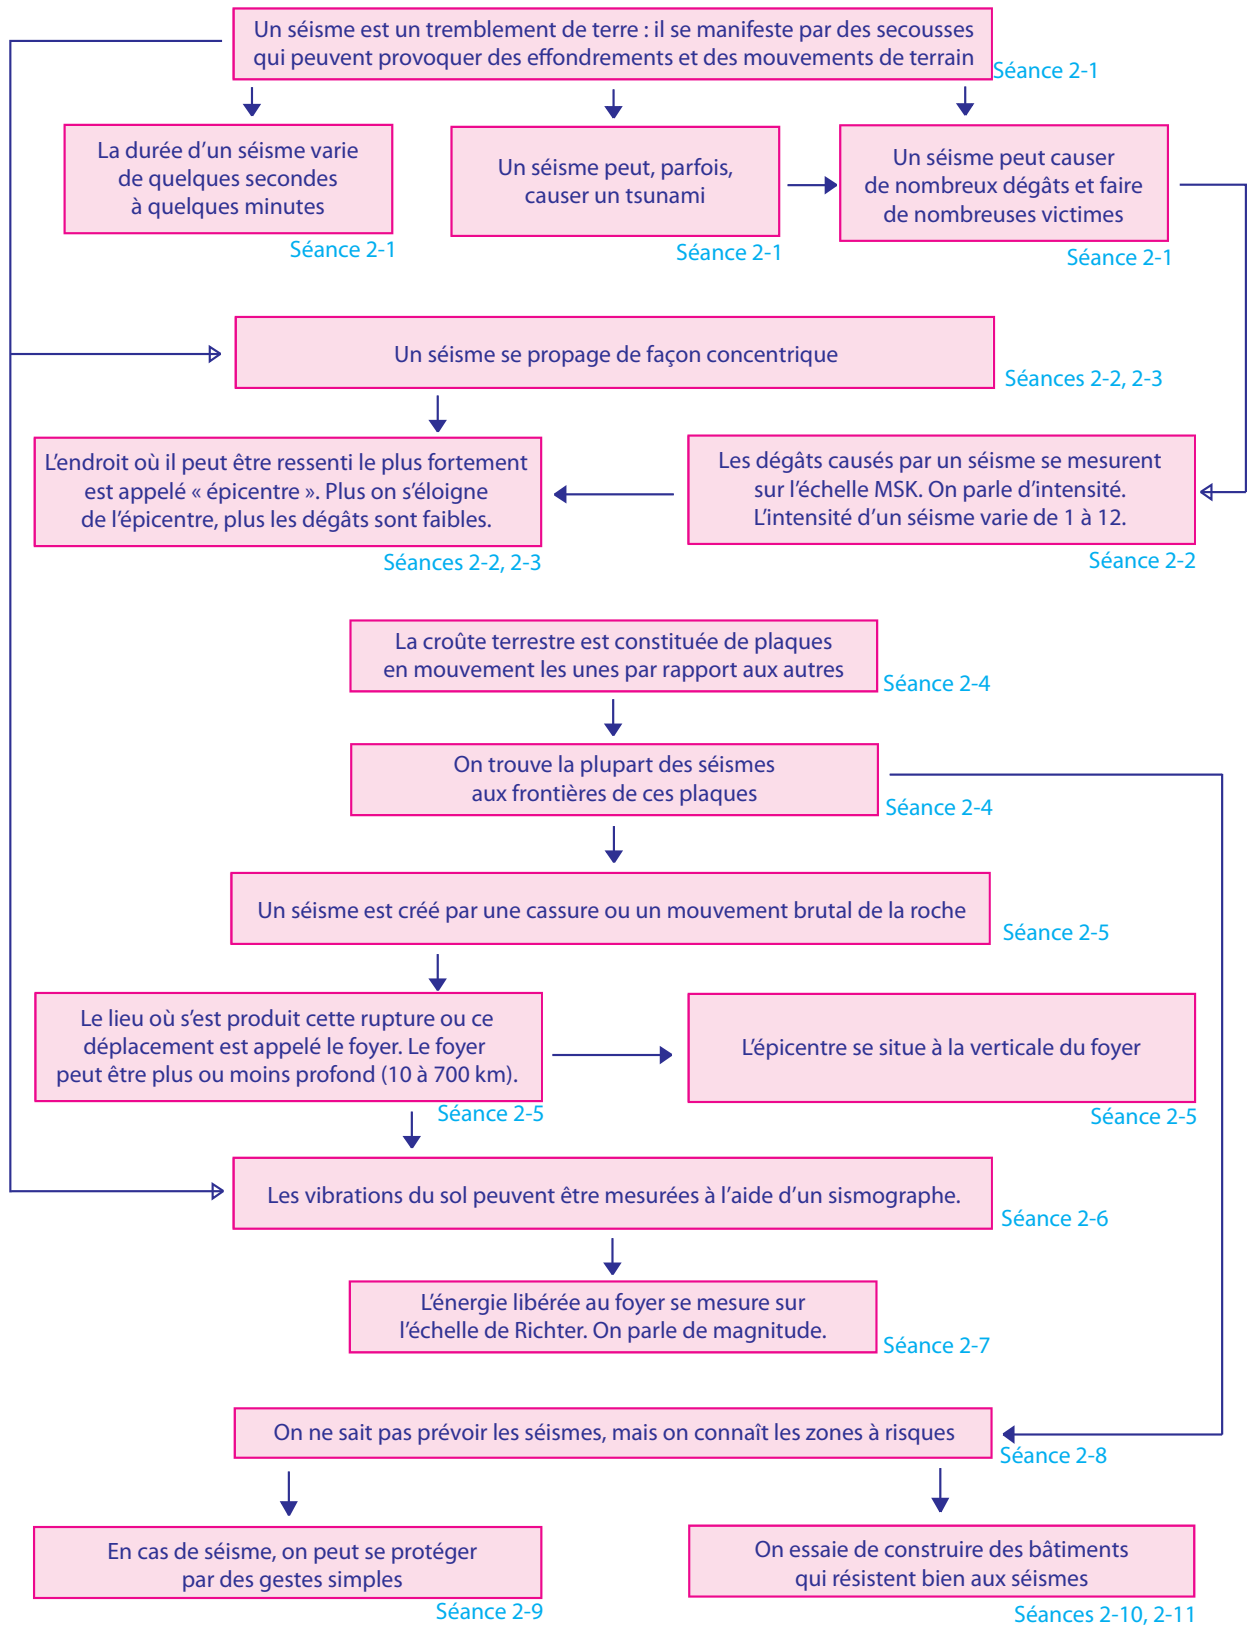 Un séisme est un tremblement de terre : il se manifeste par des secousses
qui peuvent provoquer des effondrements et des mouvements de terrain
Séance 2-1
La durée d’un séisme varie
de quelques secondes
à quelques minutes
Séance 2-1
Un séisme peut, parfois,
causer un tsunami
Séance 2-1
Un séisme peut causer
de nombreux dégâts et faire
de nombreuses victimes
Séance 2-1
Un séisme se propage de façon concentrique
Séances 2-2, 2-3
L’endroit où il peut être ressenti le plus fortement
est appelé « épicentre ». Plus on s’éloigne
de l’épicentre, plus les dégâts sont faibles.
Séances 2-2, 2-3
Les dégâts causés par un séisme se mesurent
sur l’échelle MSK. On parle d’intensité.
L’intensité d’un séisme varie de 1 à 12.
Séance 2-2
La croûte terrestre est constituée de plaques
en mouvement les unes par rapport aux autres
Séance 2-4
On trouve la plupart des séismes
aux frontières de ces plaques
Séance 2-4
Un séisme est créé par une cassure ou un mouvement brutal de la roche
Séance 2-5
Le lieu où s’est produit cette rupture ou ce
déplacement est appelé le foyer. Le foyer
peut être plus ou moins profond (10 à 700 km).
Séance 2-5
L’épicentre se situe à la verticale du foyer
Séance 2-5
Les vibrations du sol peuvent être mesurées à l’aide d’un sismographe.
Séance 2-6
L’énergie libérée au foyer se mesure sur
l’échelle de Richter. On parle de magnitude.
Séance 2-7
On ne sait pas prévoir les séismes, mais on connaît les zones à risques
Séance 2-8
En cas de séisme, on peut se protéger
par des gestes simples
Séance 2-9
On essaie de construire des bâtiments
qui résistent bien aux séismes
Séances 2-10, 2-11